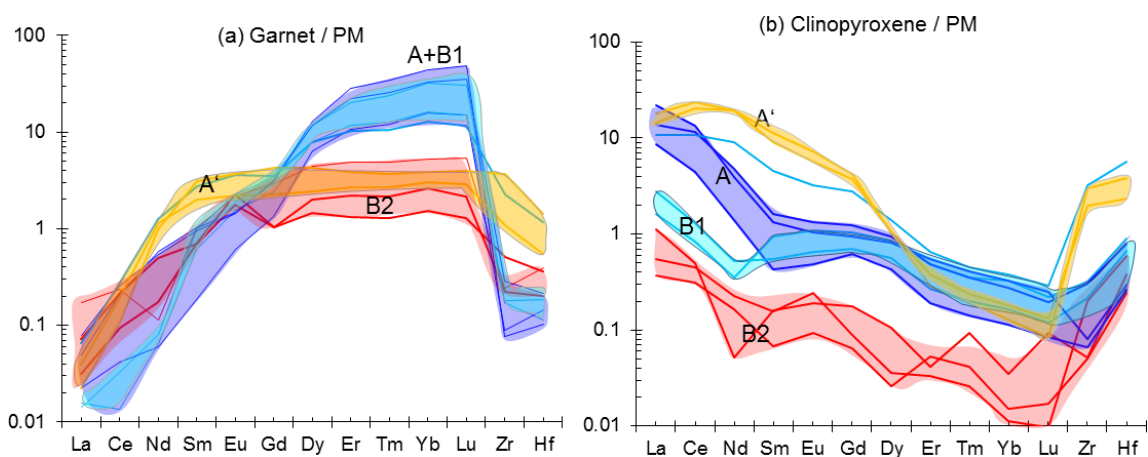 (a) Garnet / PM
100
10
1
0.1
0.01
A+B1
A'
B2
La Ce Nd Sm Eu Gd Dy Er Tm Yb Lu Zr Hf
(b) Clinopyroxene / PM
100
10
1
0.1
0.01
A'
A
B1
B2
La Ce Nd Sm Eu Gd Dy Er Tm Yb Lu Zr Hf